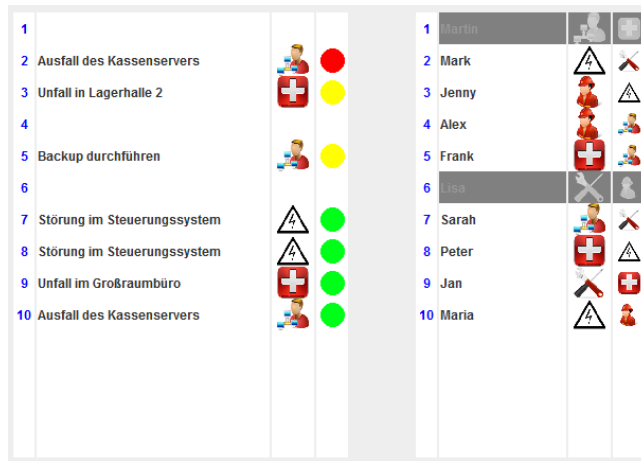 1
2 Ausfall des Kassenservers
3 Unfall in Lagerhalle 2
4
5 Backup durchführen
6
7 Störung im Steuerungssystem
8 Störung im Steuerungssystem
9 Unfall im Großraumbüro
10 Ausfall des Kassenservers
1 Martin
2 Mark
3 Jenny
4 Alex
5 Frank
6 Lisa
7 Sarah
8 Peter
9 Jan
10 Maria